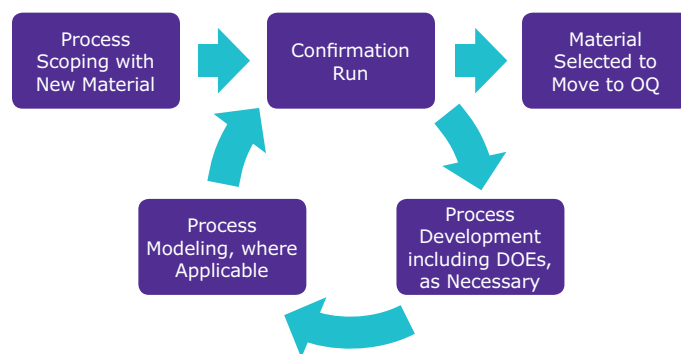 Process
Scoping with
New Material
Confirmation
Run
Material
Selected to
Move to OQ
Process
Modeling, where
Applicable
Process
Development
including DOEs,
as Necessary